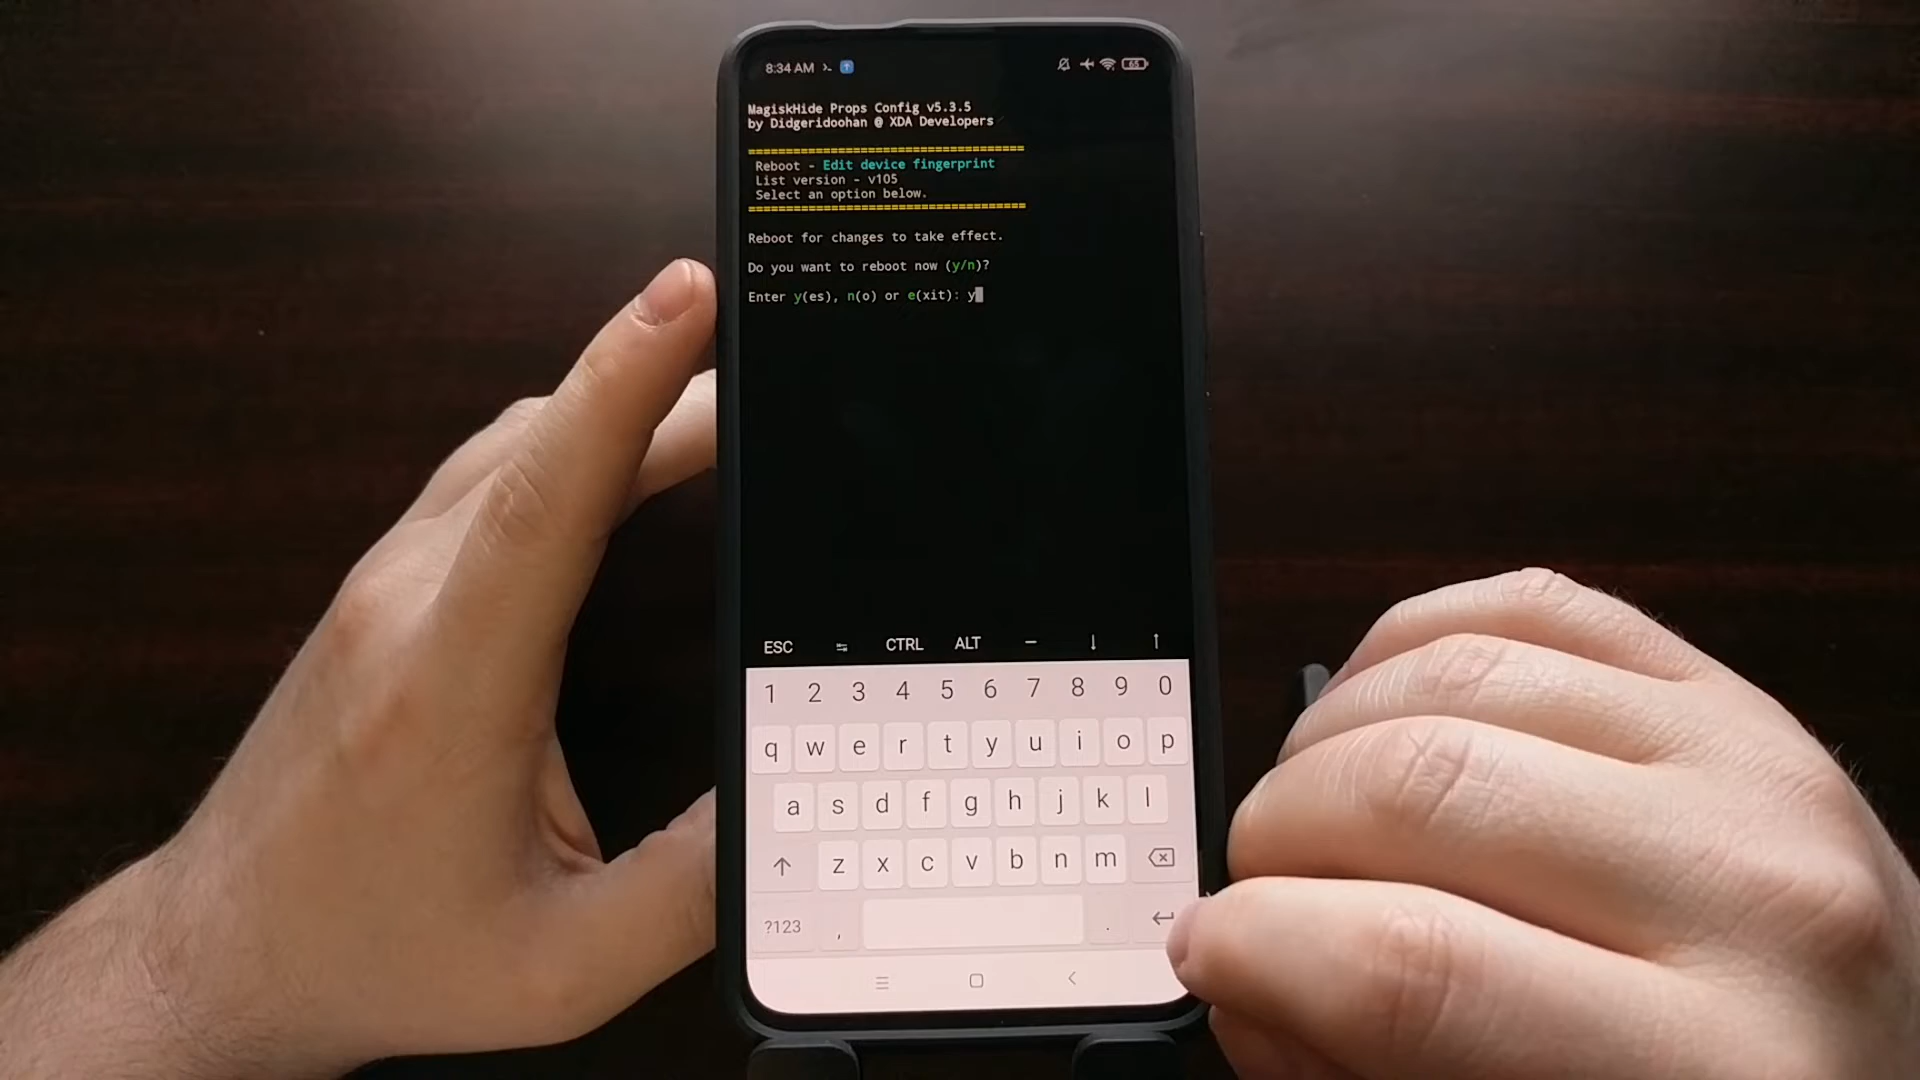 8:34 AM
65
MagiskHide Props Config v5.3.5
by Didgeridoohan @ XDA Developers
=====================================
Reboot - Edit device fingerprint
List version - v105
Select an option below.
=====================================
Reboot for changes to take effect.
Do you want to reboot now (y/n)?
Enter y(es), n(o) or e(xit): y
ESC CTRL ALT — ↓ ↑
1 2 3 4 5 6 7 8 9 0
q w e r t y u i o p
a s d f g h j k l
z x c v b n m
?123 , .